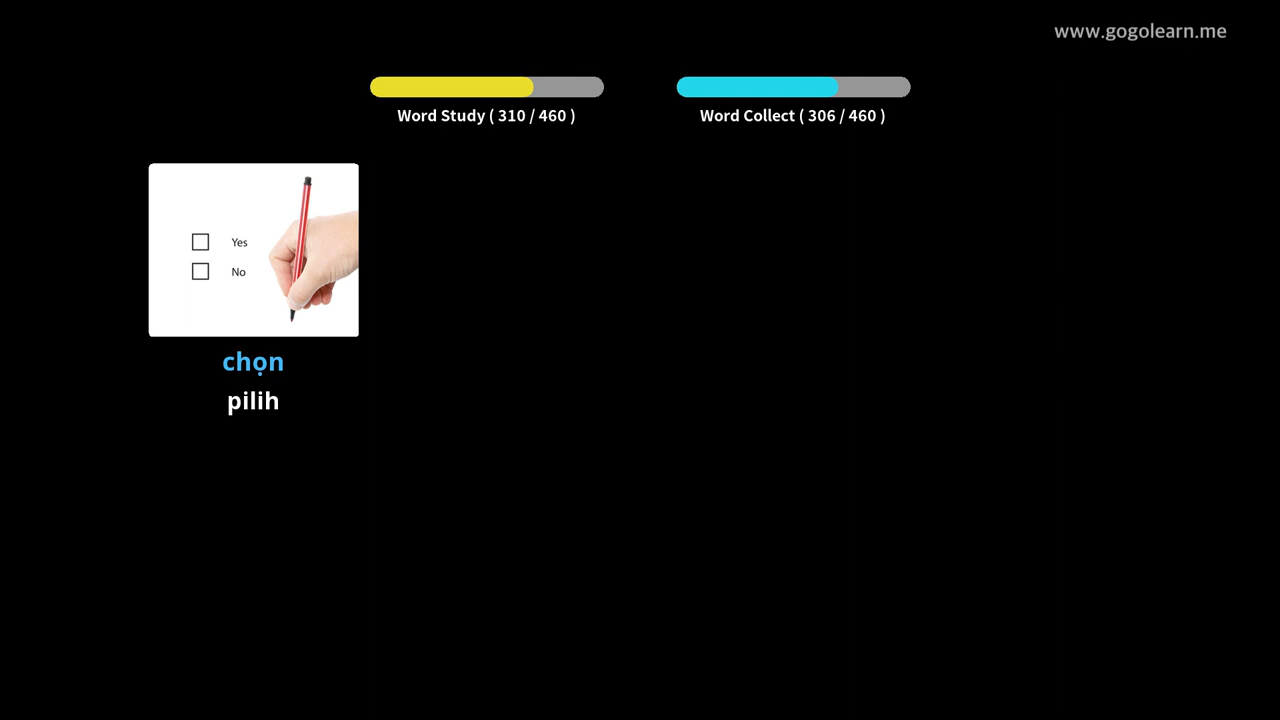 www.gogolearn.me
Word Study ( 310 / 460 )
Word Collect ( 306 / 460 )
Yes
No
chọn
pilih